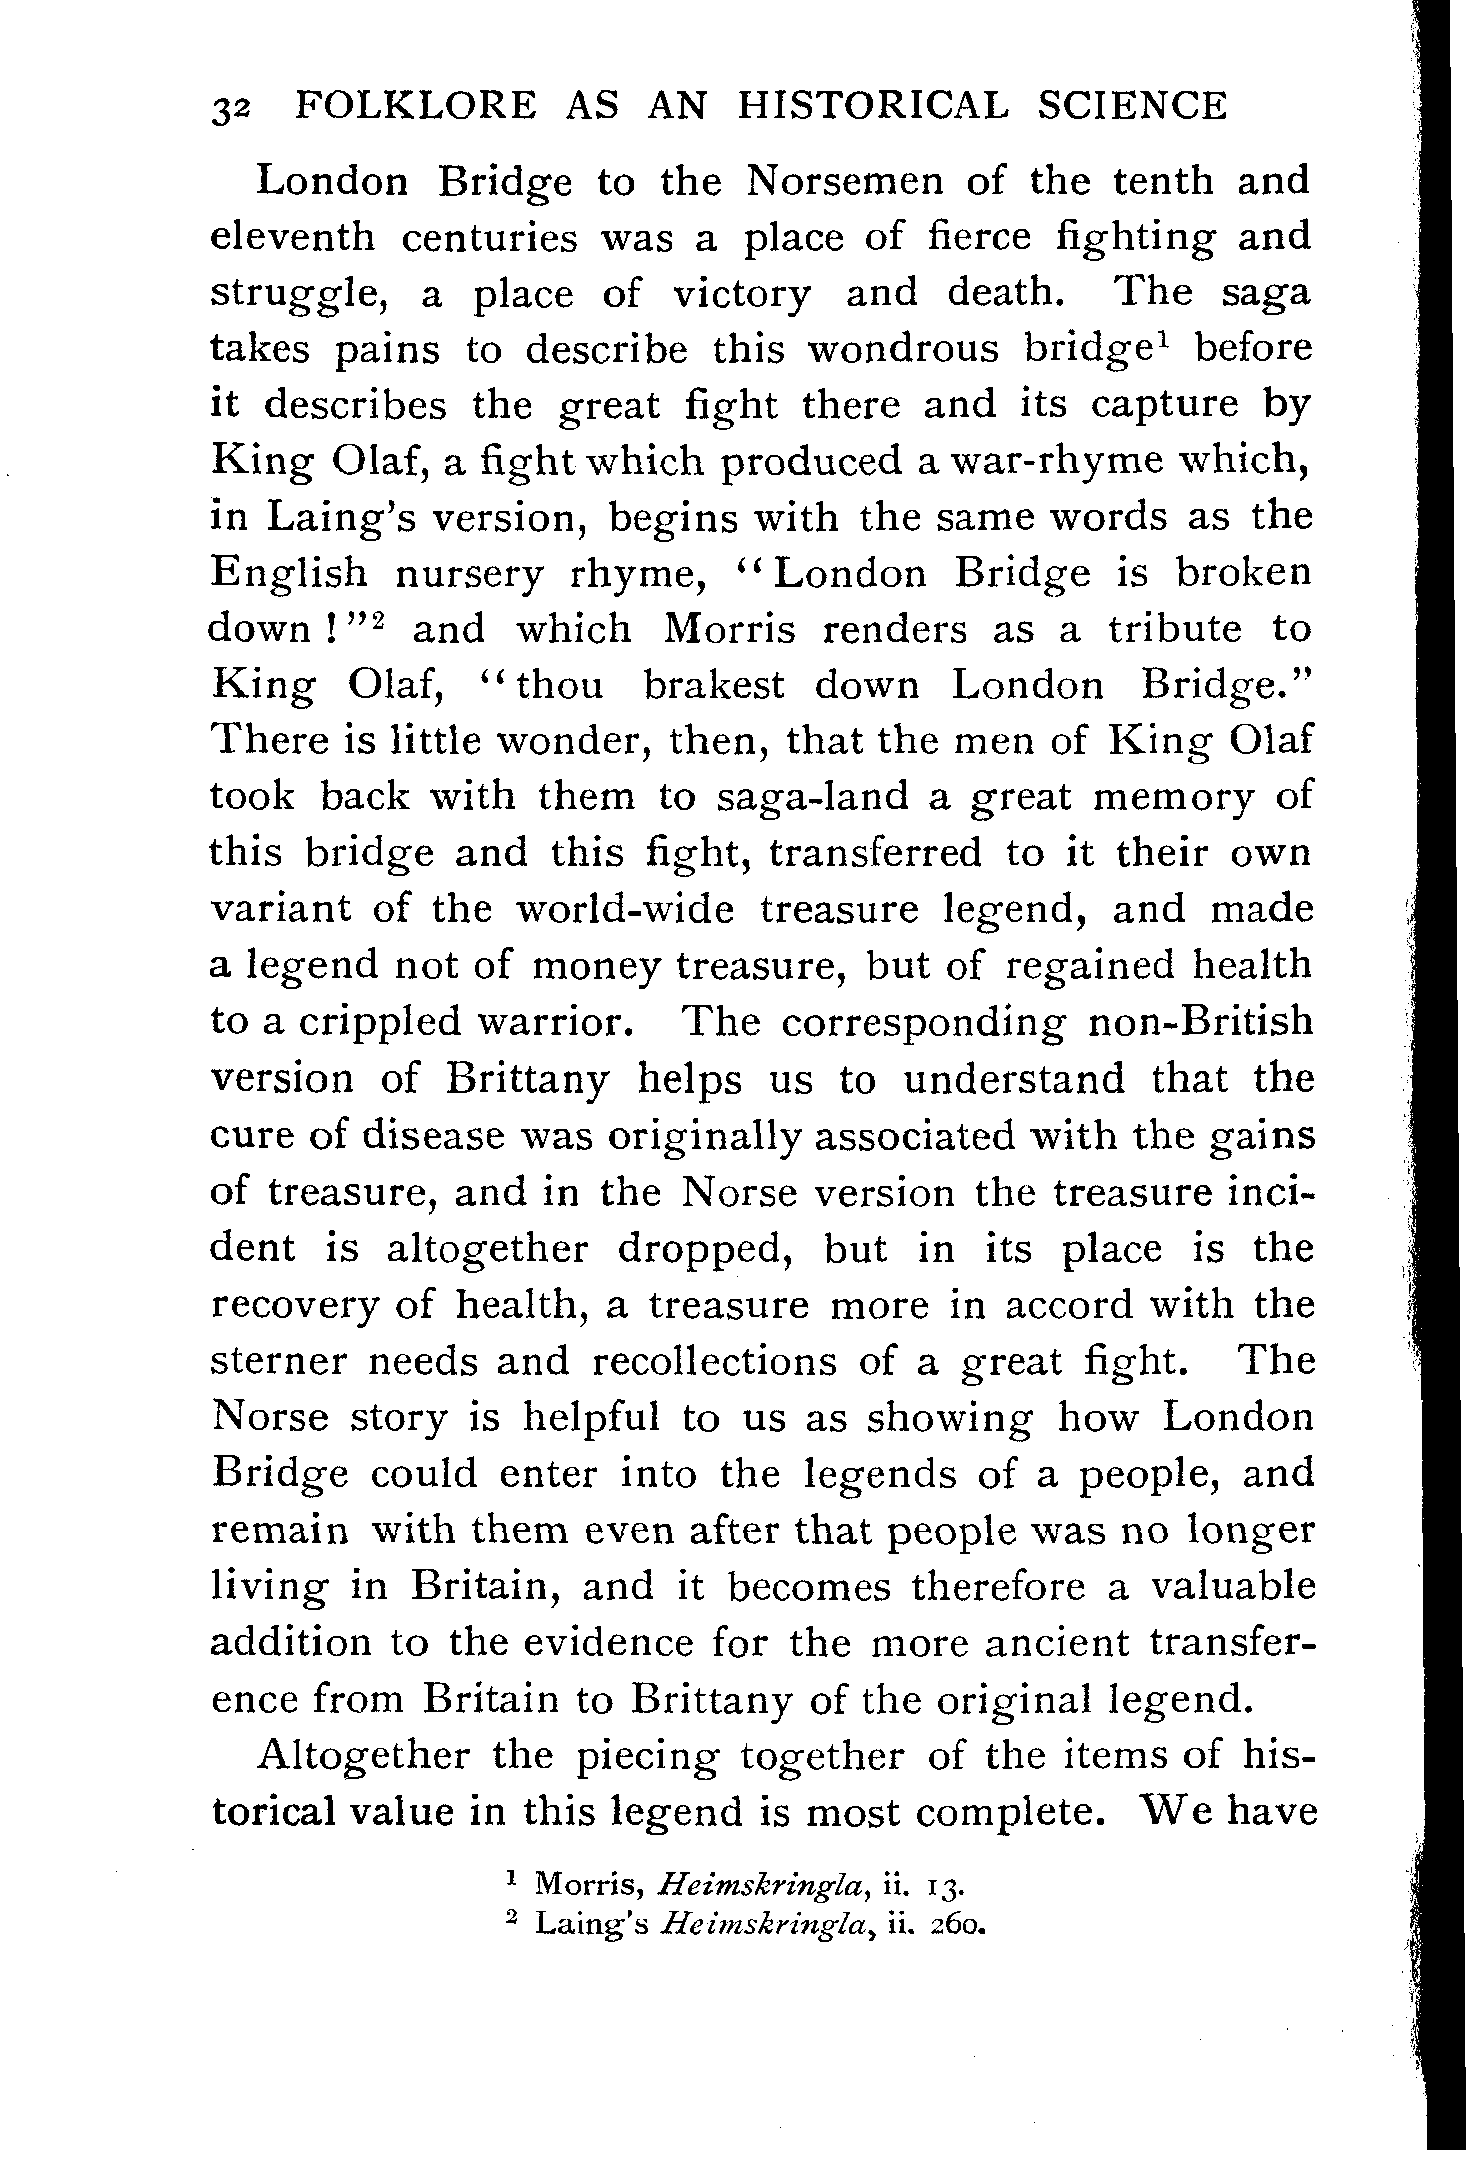 32 FOLKLORE AS AN HISTORICAL SCIENCE
London Bridge to the Norsemen of the tenth and
eleventh centuries was a place of fierce fighting and
struggle, a place of victory and death. The saga
takes pains to describe this wondrous bridge¹ before
it describes the great fight there and its capture by
King Olaf, a fight which produced a war-rhyme which,
in Laing's version, begins with the same words as the
English nursery rhyme, “London Bridge is broken
down !”² and which Morris renders as a tribute to
King Olaf, “thou brakest down London Bridge.”
There is little wonder, then, that the men of King Olaf
took back with them to saga-land a great memory of
this bridge and this fight, transferred to it their own
variant of the world-wide treasure legend, and made
a legend not of money treasure, but of regained health
to a crippled warrior. The corresponding non-British
version of Brittany helps us to understand that the
cure of disease was originally associated with the gains
of treasure, and in the Norse version the treasure inci-
dent is altogether dropped, but in its place is the
recovery of health, a treasure more in accord with the
sterner needs and recollections of a great fight. The
Norse story is helpful to us as showing how London
Bridge could enter into the legends of a people, and
remain with them even after that people was no longer
living in Britain, and it becomes therefore a valuable
addition to the evidence for the more ancient transfer-
ence from Britain to Brittany of the original legend.
Altogether the piecing together of the items of his-
torical value in this legend is most complete. We have
¹ Morris, Heimskringla, ii. 13.
² Laing's Heimskringla, ii. 260.